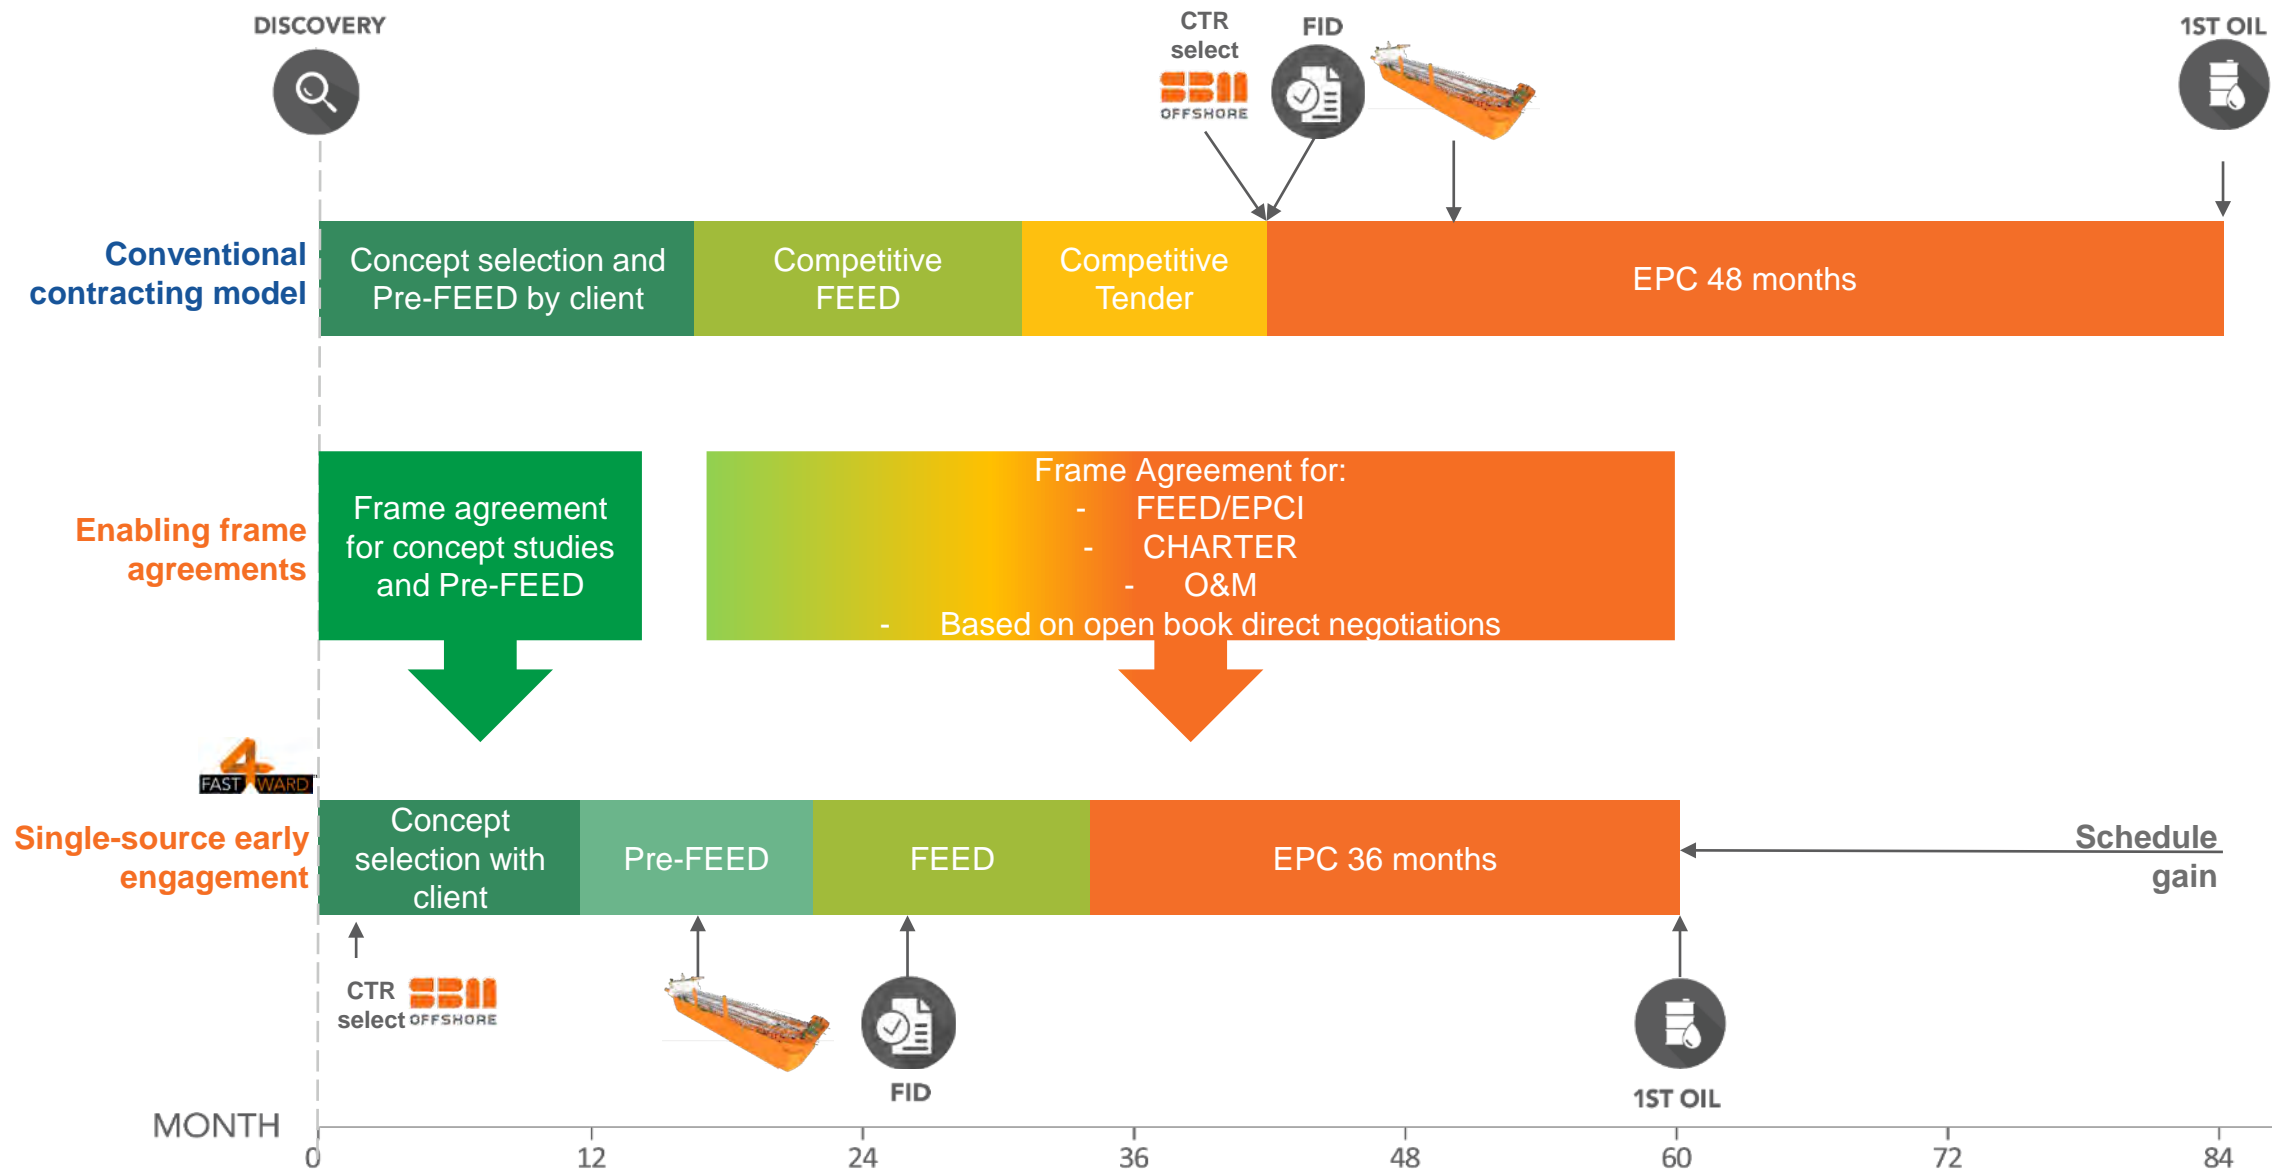 DISCOVERY
CTR
select
SBM
OFFSHORE
FID
1ST OIL
Conventional
contracting model
Concept selection and
Pre-FEED by client
Competitive
FEED
Competitive
Tender
EPC 48 months
Enabling frame
agreements
Frame agreement
for concept studies
and Pre-FEED
Frame Agreement for:
- FEED/EPCI
- CHARTER
- O&M
- Based on open book direct negotiations
4
FAST WARD
Single-source early
engagement
Concept
selection with
client
Pre-FEED
FEED
EPC 36 months
Schedule
gain
CTR
select
SBM
OFFSHORE
FID
1ST OIL
MONTH
0 12 24 36 48 60 72 84